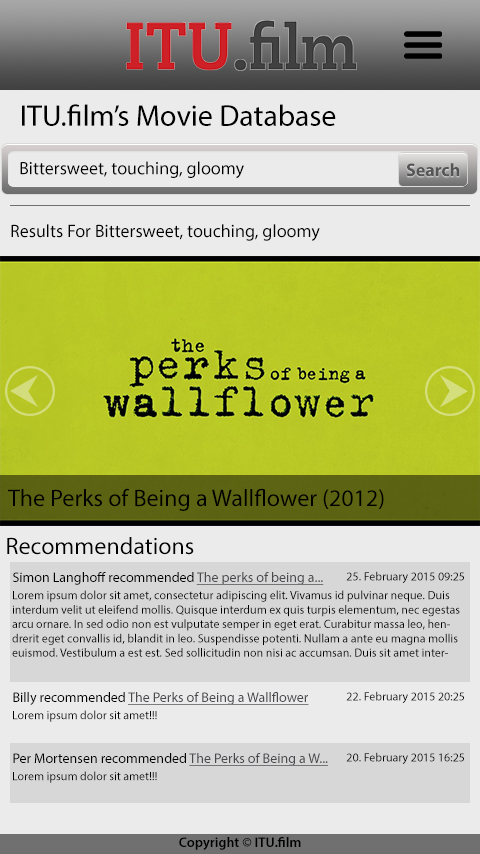 ITU.film
ITU.film's Movie Database
Bittersweet, touching, gloomy
Search
Results For Bittersweet, touching, gloomy
the
perks of being a
wallflower
The Perks of Being a Wallflower (2012)
Recommendations
Simon Langhoff recommended The perks of being a... 25. February 2015 09:25
Lorem ipsum dolor sit amet, consectetur adipiscing elit. Vivamus id pulvinar neque. Duis
interdum velit ut eleifend mollis. Quisque interdum ex quis turpis elementum, nec egestas
arcu ornare. In sed odio non est vulputate semper in eget erat. Curabitur massa leo, hen-
drerit eget convallis id, blandit in leo. Suspendisse potenti. Nullam a ante eu magna mollis
euismod. Vestibulum a est est. Sed sollicitudin non nisi ac accumsan. Duis sit amet inter-
Billy recommended The Perks of Being a Wallflower 22. February 2015 20:25
Lorem ipsum dolor sit amet!!!
Per Mortensen recommended The Perks of Being a W... 20. February 2015 16:25
Lorem ipsum dolor sit amet!!!
Copyright © ITU.film